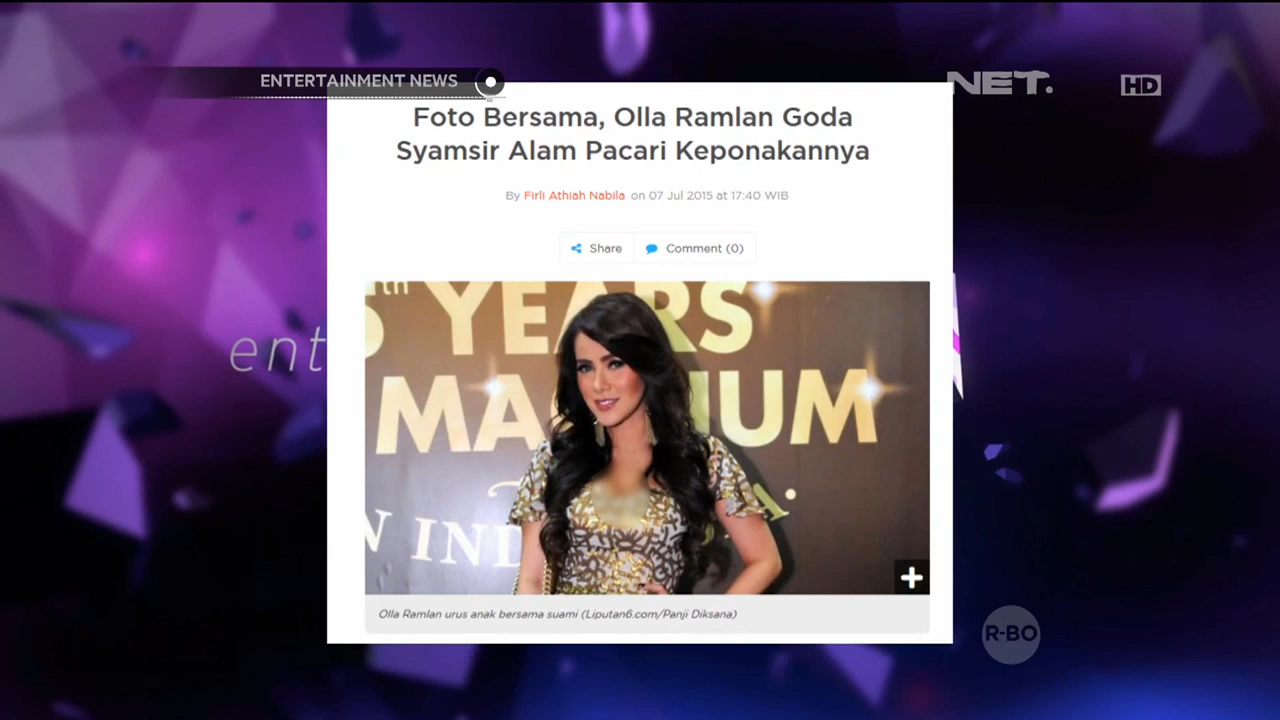 ENTERTAINMENT NEWS
NET.
HD
Foto Bersama, Olla Ramlan Goda
Syamsir Alam Pacari Keponakannya
By Firli Athiah Nabila on 07 Jul 2015 at 17:40 WIB
Share
Comment (0)
th
YEARS
MA UM
IND
ent
Olla Ramlan urus anak bersama suami (Liputan6.com/Panji Diksana)
R-BO